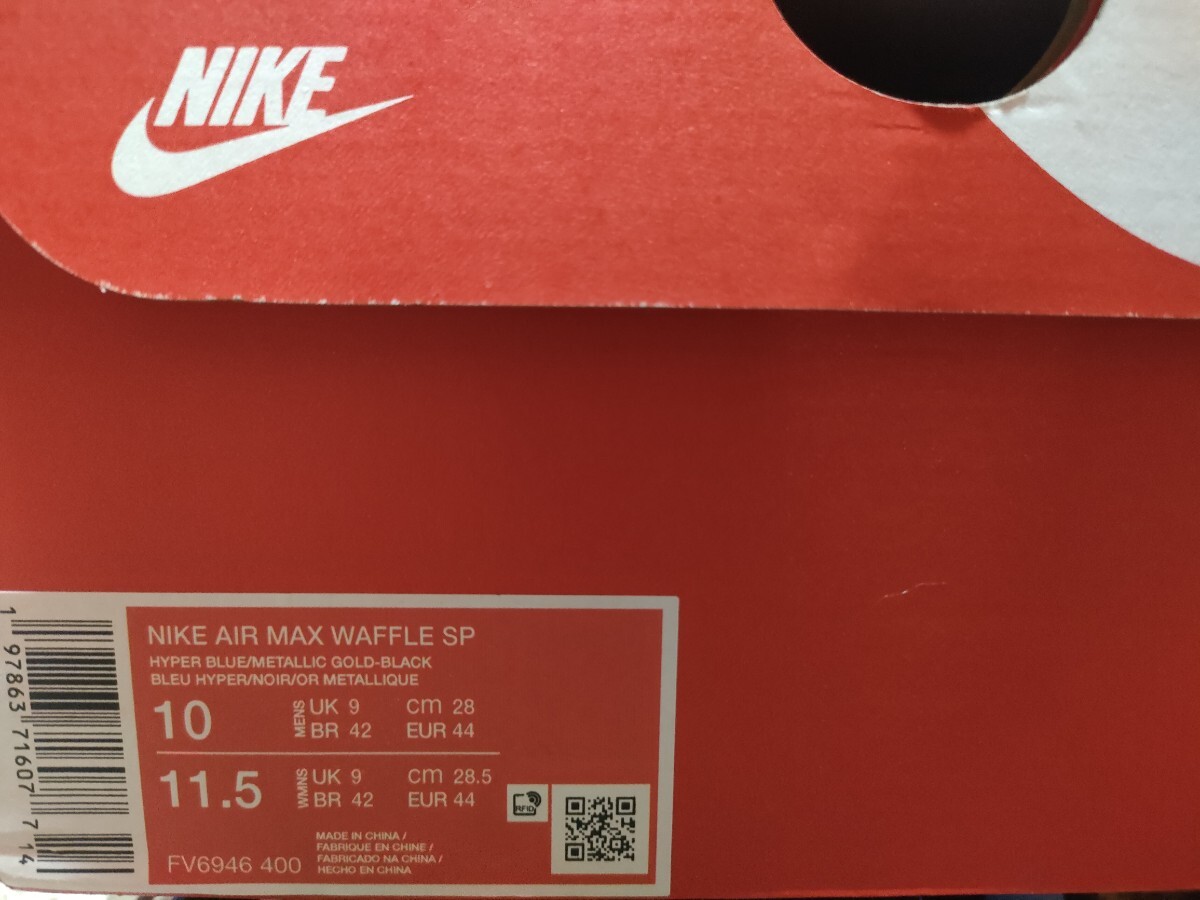 NIKE
NIKE AIR MAX WAFFLE SP
HYPER BLUE/METALLIC GOLD-BLACK
BLEU HYPER/NOIR/OR METALLIQUE
10 MENS UK 9 cm 28
BR 42 EUR 44
11.5 WMNS UK 9 cm 28.5
BR 42 EUR 44
RFID
MADE IN CHINA /
FABRIQUE EN CHINE /
FABRICADO NA CHINA /
HECHO EN CHINA
FV6946 400
1 97863 71607 7 14